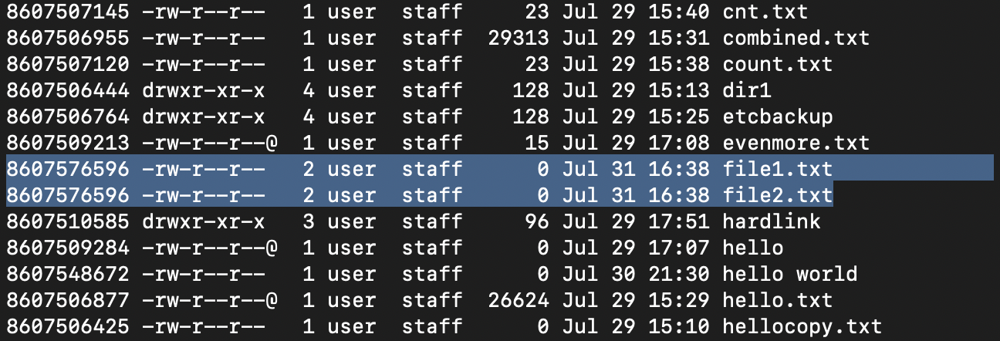 8607507145 -rw-r--r--   1 user  staff     23 Jul 29 15:40 cnt.txt
8607506955 -rw-r--r--   1 user  staff  29313 Jul 29 15:31 combined.txt
8607507120 -rw-r--r--   1 user  staff     23 Jul 29 15:38 count.txt
8607506444 drwxr-xr-x   4 user  staff    128 Jul 29 15:13 dir1
8607506764 drwxr-xr-x   4 user  staff    128 Jul 29 15:25 etcbackup
8607509213 -rw-r--r--@  1 user  staff     15 Jul 29 17:08 evenmore.txt
8607576596 -rw-r--r--   2 user  staff      0 Jul 31 16:38 file1.txt
8607576596 -rw-r--r--   2 user  staff      0 Jul 31 16:38 file2.txt
8607510585 drwxr-xr-x   3 user  staff     96 Jul 29 17:51 hardlink
8607509284 -rw-r--r--@  1 user  staff      0 Jul 29 17:07 hello
8607548672 -rw-r--r--   1 user  staff      0 Jul 30 21:30 hello world
8607506877 -rw-r--r--@  1 user  staff  26624 Jul 29 15:29 hello.txt
8607506425 -rw-r--r--   1 user  staff      0 Jul 29 15:10 hellocopy.txt